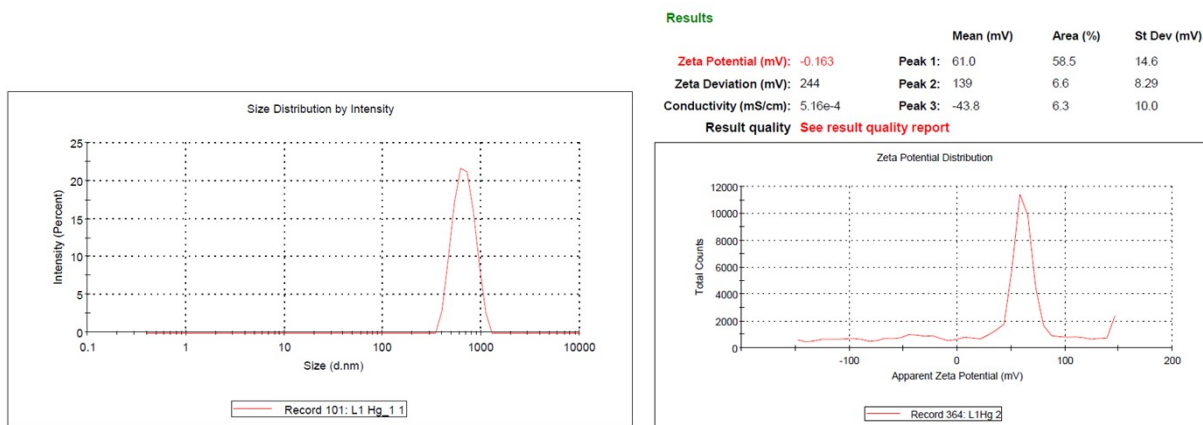 Size Distribution by Intensity
25
20
15
10
5
0
0.1 1 10 100 1000 10000
Intensity (Percent)
Size (d.nm)
Record 101: L1 Hg_1 1
Results
Mean (mV) Area (%) St Dev (mV)
Zeta Potential (mV): -0.163 Peak 1: 61.0 58.5 14.6
Zeta Deviation (mV): 244 Peak 2: 139 6.6 8.29
Conductivity (mS/cm): 5.16e-4 Peak 3: -43.8 6.3 10.0
Result quality See result quality report
Zeta Potential Distribution
12000
10000
8000
6000
4000
2000
0
-100 0 100 200
Total Counts
Apparent Zeta Potential (mV)
Record 364: L1Hg 2